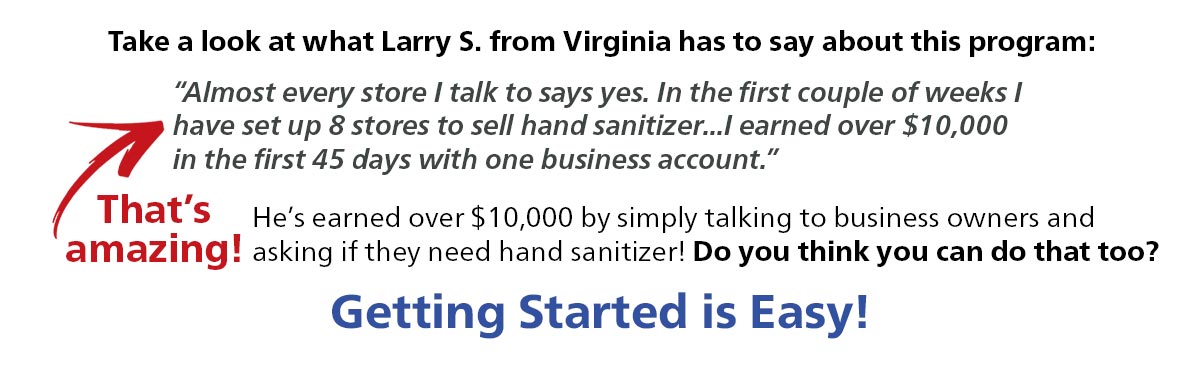 Take a look at what Larry S. from Virginia has to say about this program:
“Almost every store I talk to says yes. In the first couple of weeks I
have set up 8 stores to sell hand sanitizer...I earned over $10,000
in the first 45 days with one business account.”
That’s
amazing!
He’s earned over $10,000 by simply talking to business owners and
asking if they need hand sanitizer! Do you think you can do that too?
Getting Started is Easy!